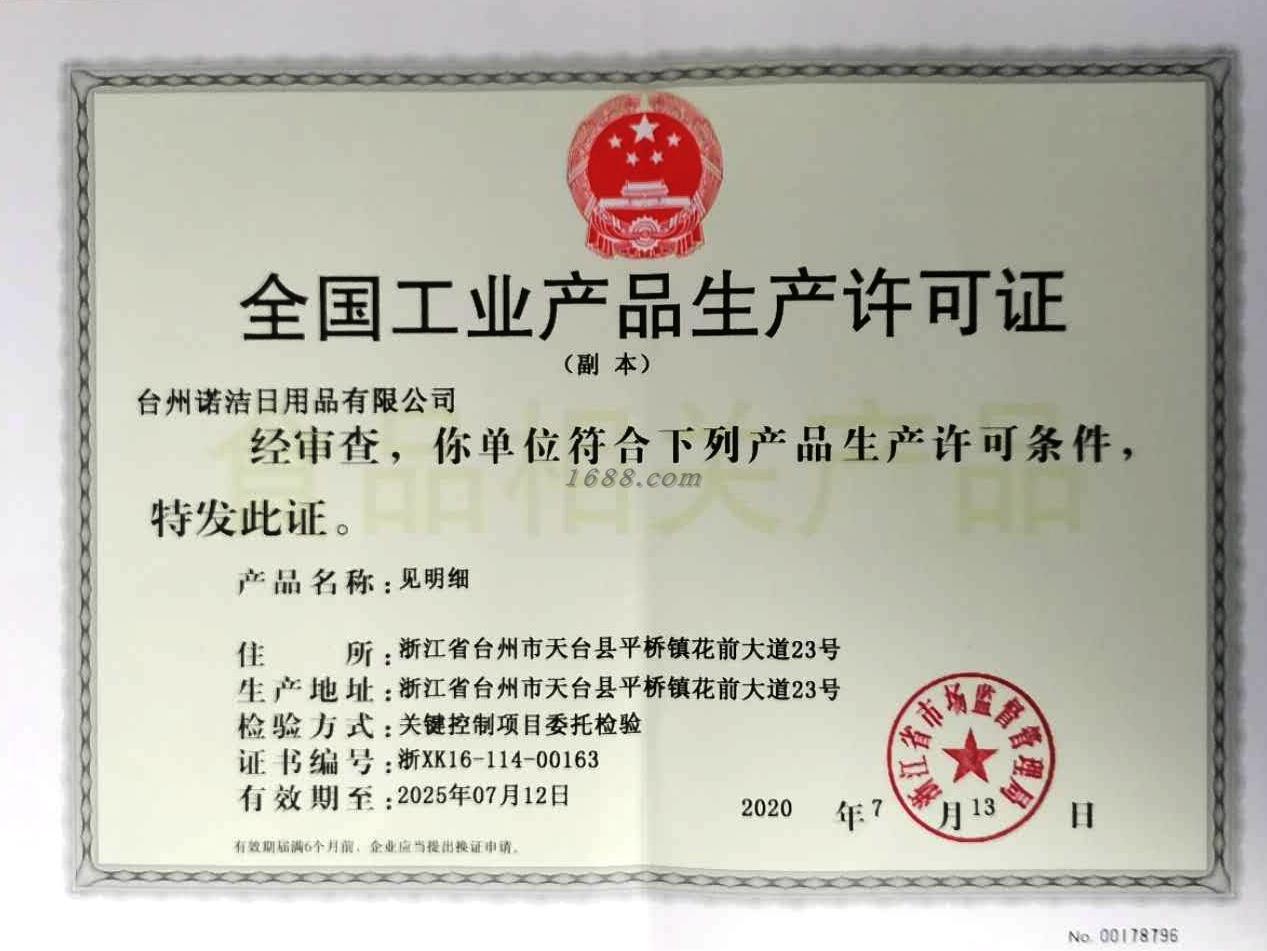 全国工业产品生产许可证
（副 本）
台州诺洁日用品有限公司
食品相关产品
经审查，你单位符合下列产品生产许可条件，
1688.com
特发此证。
产品名称：见明细
住 所：浙江省台州市天台县平桥镇花前大道23号
生产地址：浙江省台州市天台县平桥镇花前大道23号
检验方式：关键控制项目委托检验
证书编号：浙XK16-114-00163
有效期至：2025年07月12日
浙江省市场监督管理局
2020 年 7 月 13 日
有效期届满6个月前，企业应当提出换证申请。
No. 00178796